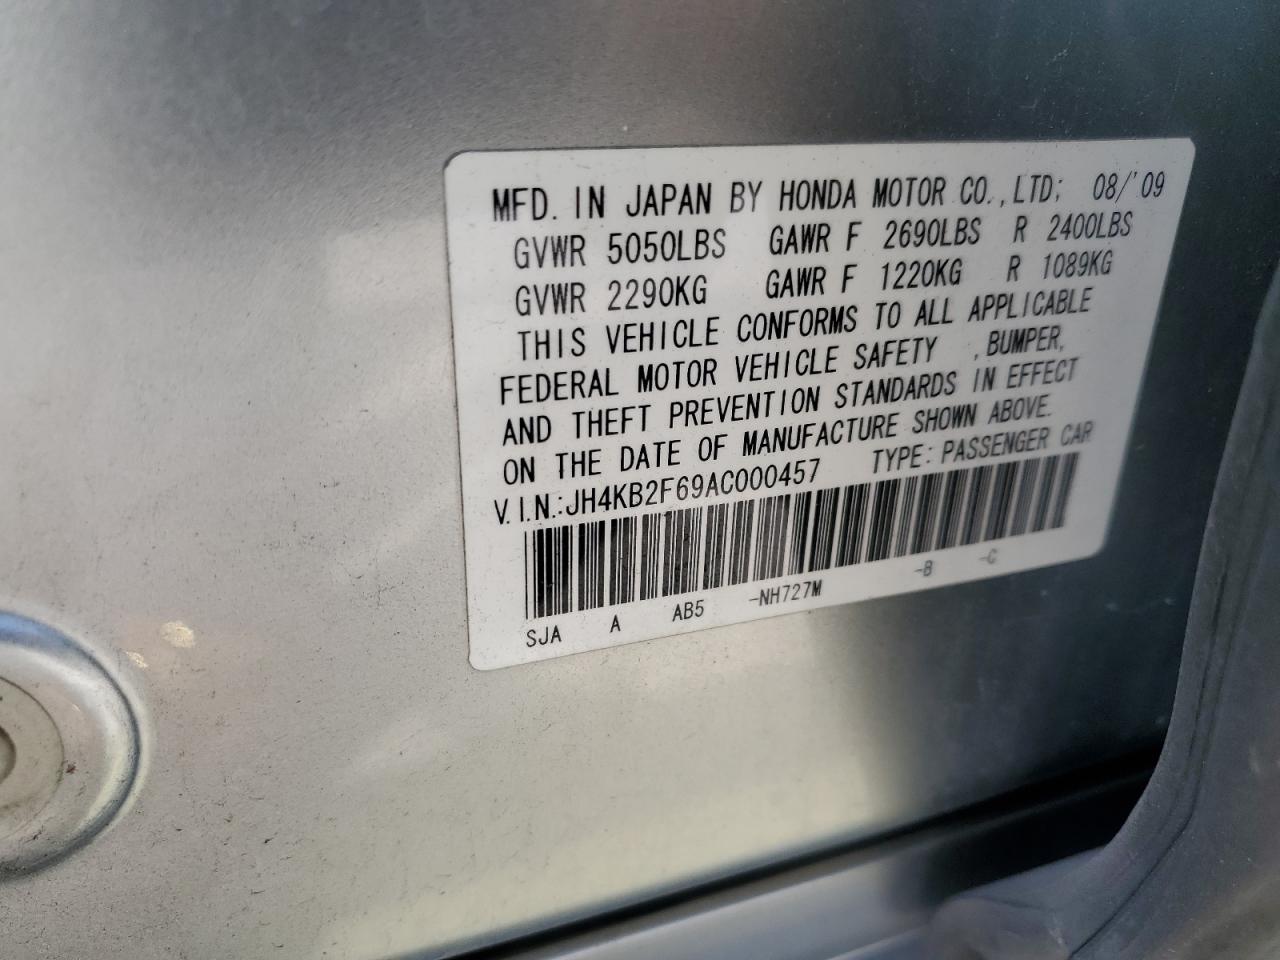 MFD. IN JAPAN BY HONDA MOTOR CO.,LTD; 08/'09
GVWR 5050LBS GAWR F 2690LBS R 2400LBS
GVWR 2290KG GAWR F 1220KG R 1089KG
THIS VEHICLE CONFORMS TO ALL APPLICABLE
FEDERAL MOTOR VEHICLE SAFETY ,BUMPER,
AND THEFT PREVENTION STANDARDS IN EFFECT
ON THE DATE OF MANUFACTURE SHOWN ABOVE.
V.I.N.:JH4KB2F69AC000457 TYPE: PASSENGER CAR
SJA A AB5 -NH727M -B -C